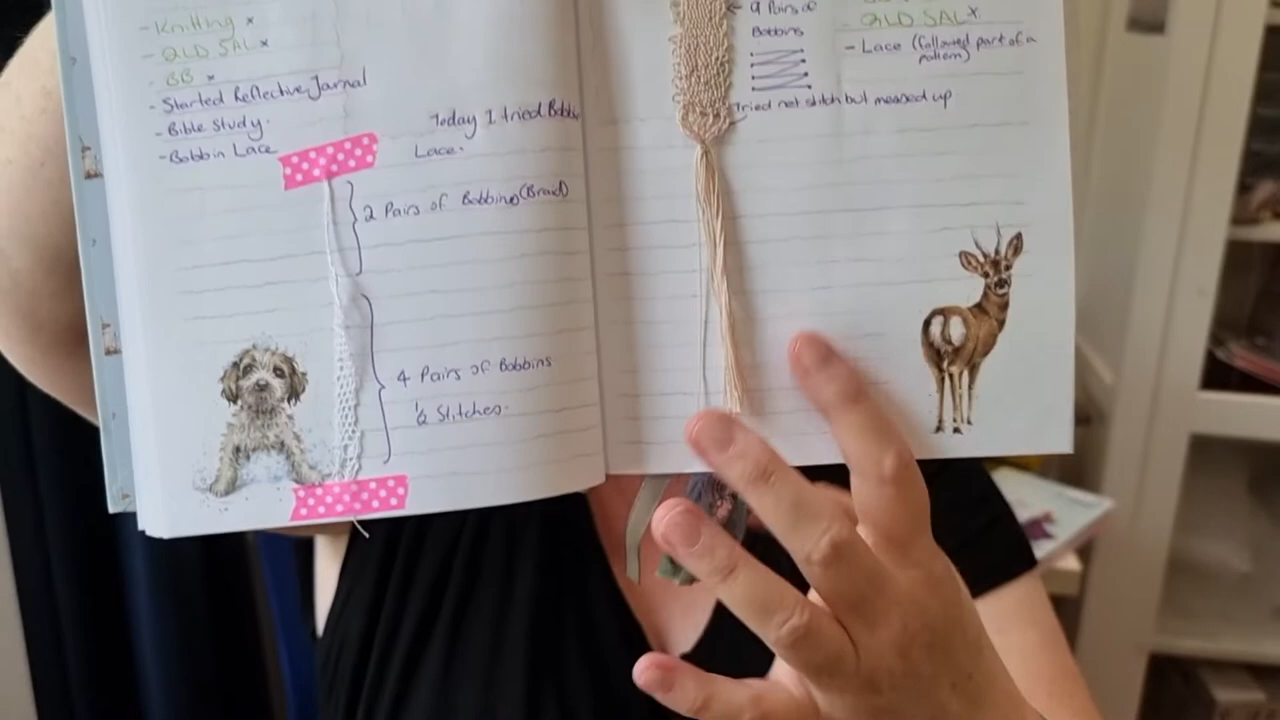 - Knitting x
- QLD SAL x
- BB x
- Started Reflective Jarnal
- Bible Study.
- Bobbin Lace
Today I tried Bobbi
Lace.
2 Pairs of Bobbins (Braid)
4 Pairs of Bobbins
½ Stitches.
9 Pairs of
Bobbins
Tried net stitch but messed up
QLD SAL x
- Lace (followed part of a
pattern)